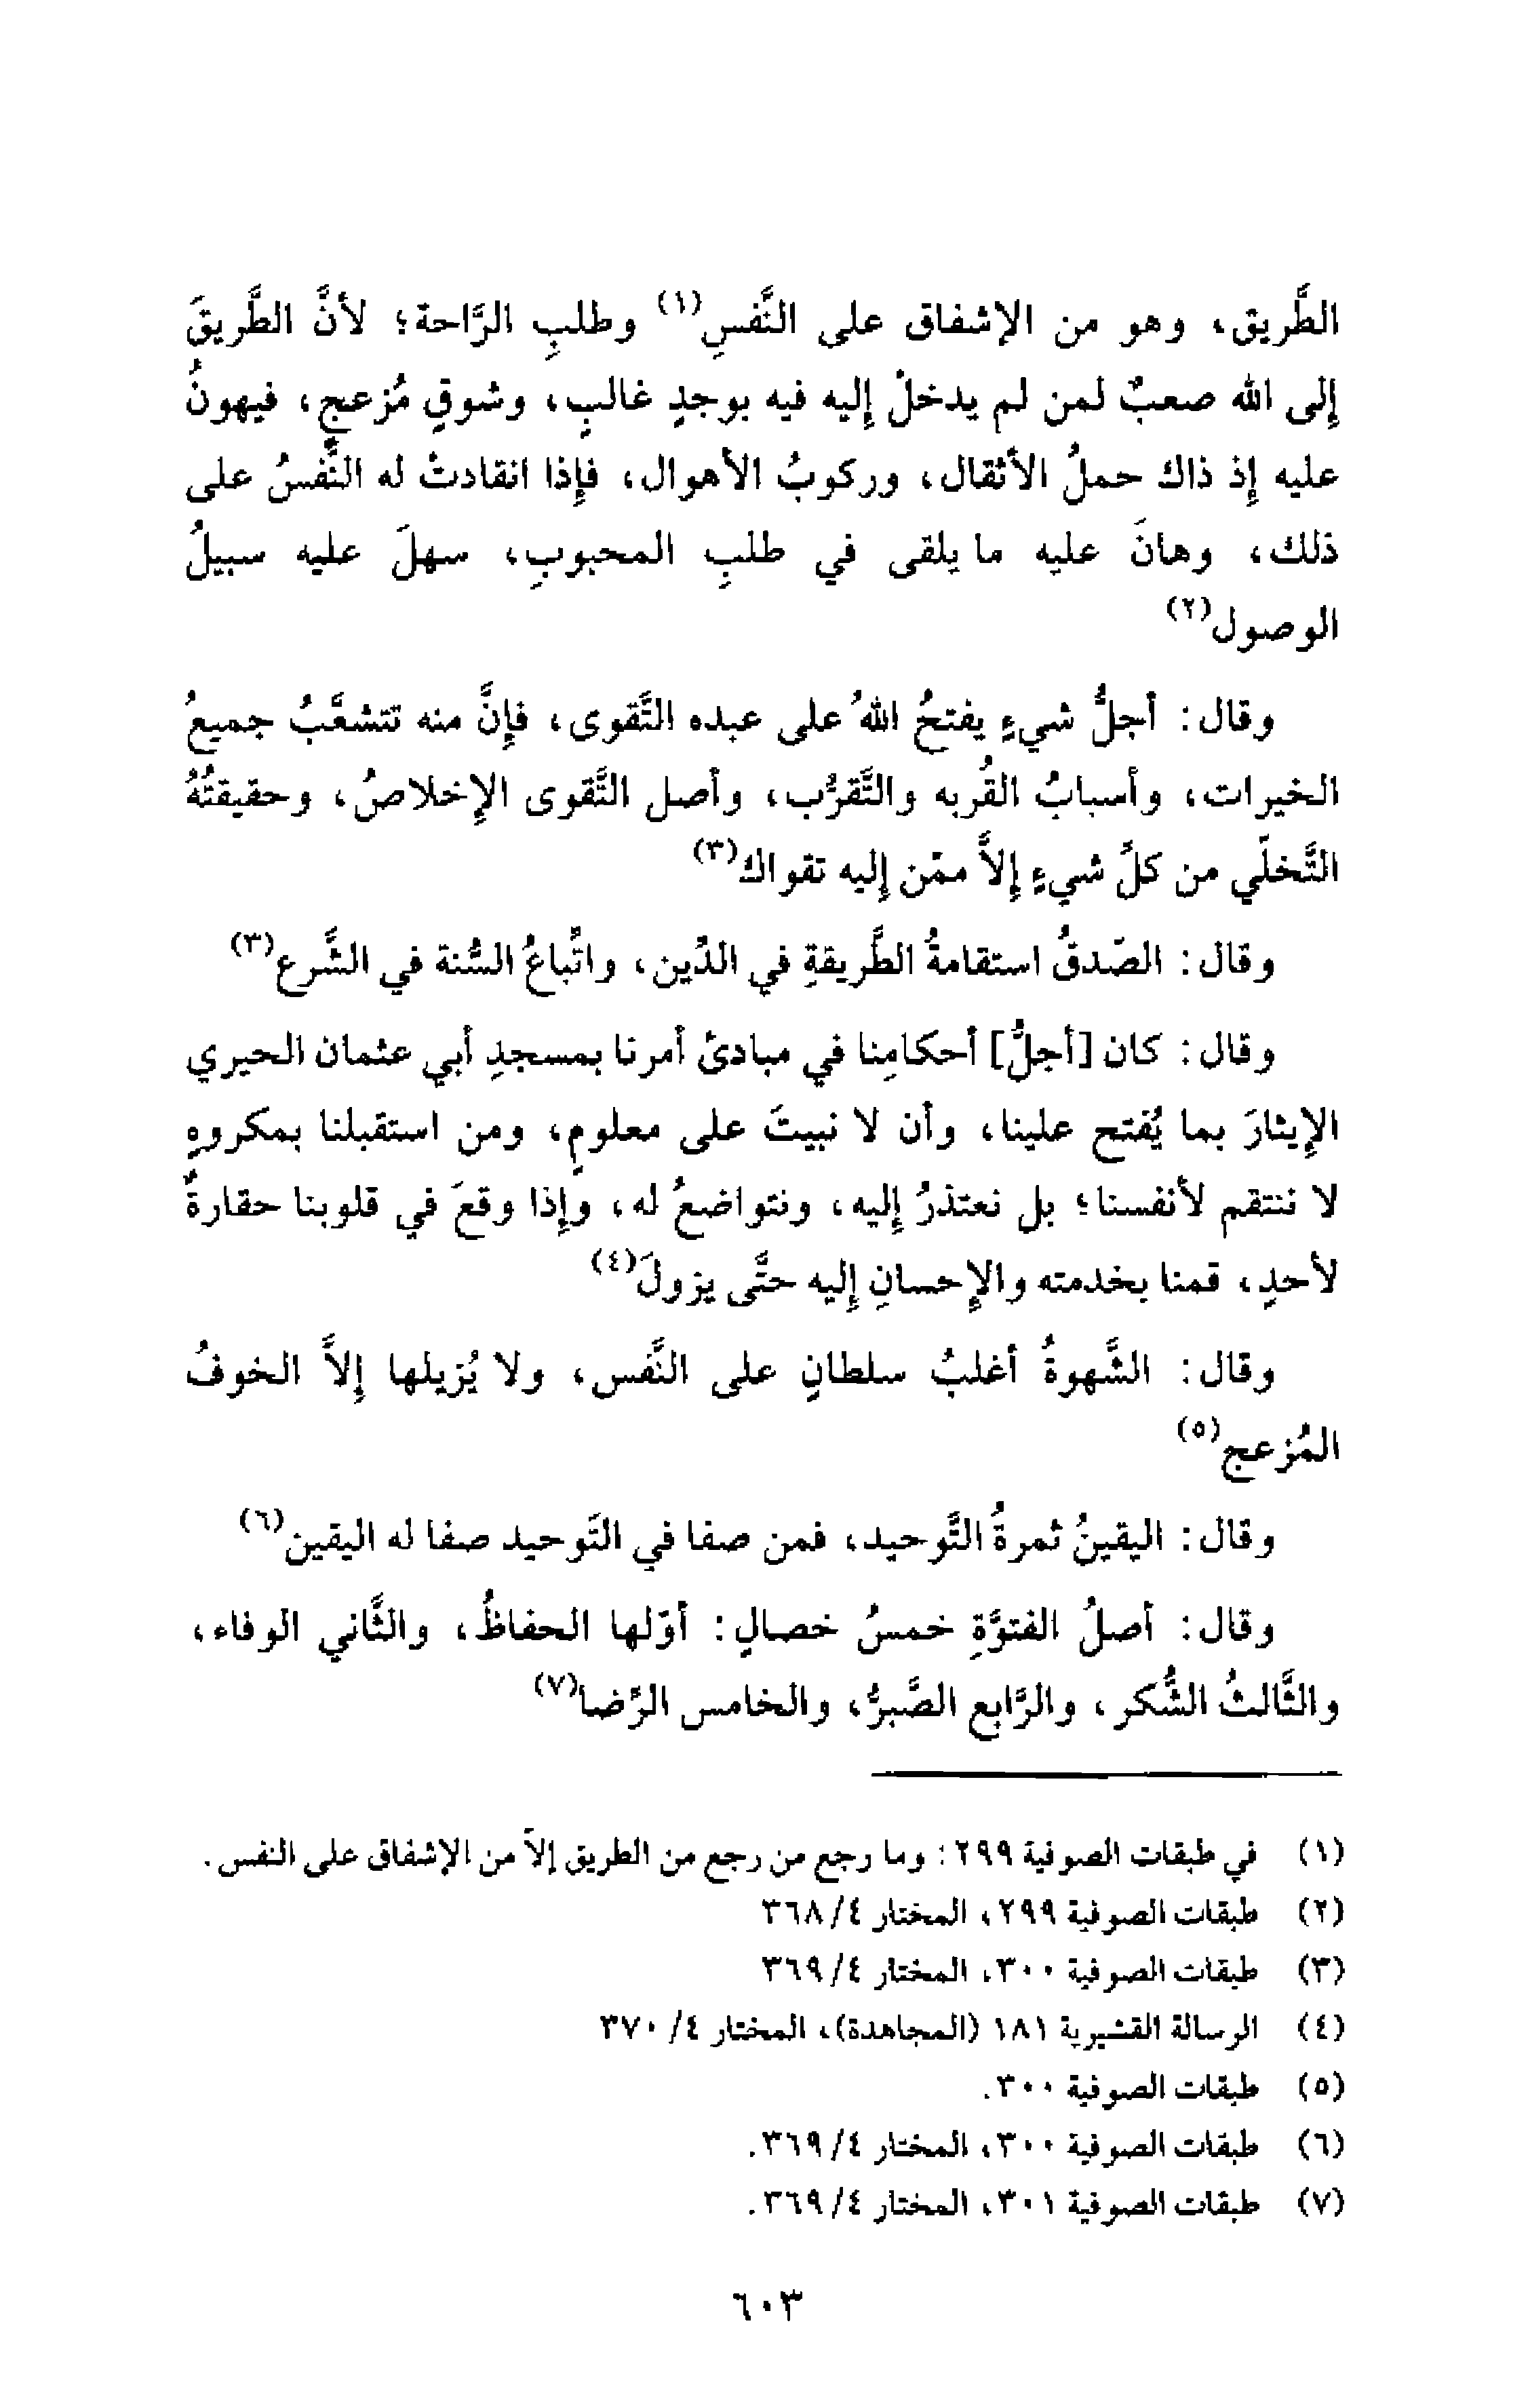 الطَّريق، وهو من الإشفاق على النَّفسِ(١) وطلبِ الرَّاحة؛ لأنَّ الطَّريقَ
إلى الله صعبٌ لمن لم يدخلْ إليه فيه بوجدٍ غالبٍ، وشوقٍ مُزعجٍ، فيهونُ
عليه إذ ذاك حملُ الأثقال، وركوبُ الأهوال، فإذا انقادتْ له النَّفسُ على
ذلك، وهانَ عليه ما يلقى في طلبِ المحبوبِ، سهلَ عليه سبيلُ
الوصول(٢)
وقال: أجلُّ شيءٍ يفتحُ اللهُ على عبده التَّقوى، فإنَّ منه تتشعَّبُ جميعُ
الخيرات، وأسبابُ القُربه والتَّقرُّب، وأصل التَّقوى الإخلاصُ، وحقيقتُهُ
التَّخلّي من كلِّ شيءٍ إلاَّ ممّن إليه تقواك(٣)
وقال: الصّدقُ استقامةُ الطَّريقةِ في الدِّين، واتِّباعُ السُّنة في الشَّرع(٣)
وقال: كان [أجلُّ] أحكامِنا في مبادئ أمرنا بمسجدِ أبي عثمان الحيري
الإيثارَ بما يُفتح علينا، وأن لا نبيتَ على معلومٍ، ومن استقبلنا بمكروهٍ
لا ننتقم لأنفسنا؛ بل نعتذرُ إليه، ونتواضعُ له، وإذا وقعَ في قلوبنا حقارةٌ
لأحدٍ، قمنا بخدمته والإحسانِ إليه حتَّى يزولَ(٤)
وقال: الشَّهوةُ أغلبُ سلطانٍ على النَّفس، ولا يُزيلها إلاَّ الخوفُ
المُزعج(٥)
وقال: اليقينُ ثمرةُ التَّوحيد، فمن صفا في التَوحيد صفا له اليقين(٦)
وقال: أصلُ الفتوَّةِ خمسُ خصالٍ: أوّلها الحفاظُ، والثَّاني الوفاء،
والثَّالثُ الشُّكر، والرَّابع الصَّبرُّ، والخامس الرِّضا(٧)
(١) في طبقات الصوفية ٢٩٩: وما رجع من رجع من الطريق إلاَّ من الإشفاق على النفس.
(٢) طبقات الصوفية ٢٩٩، المختار ٤/ ٣٦٨
(٣) طبقات الصوفية ٣٠٠، المختار ٤/ ٣٦٩
(٤) الرسالة القشيرية ١٨١ (المجاهدة)، المختار ٤/ ٣٧٠
(٥) طبقات الصوفية ٣٠٠.
(٦) طبقات الصوفية ٣٠٠، المختار ٤/ ٣٦٩.
(٧) طبقات الصوفية ٣٠١، المختار ٤/ ٣٦٩.
٦٠٣